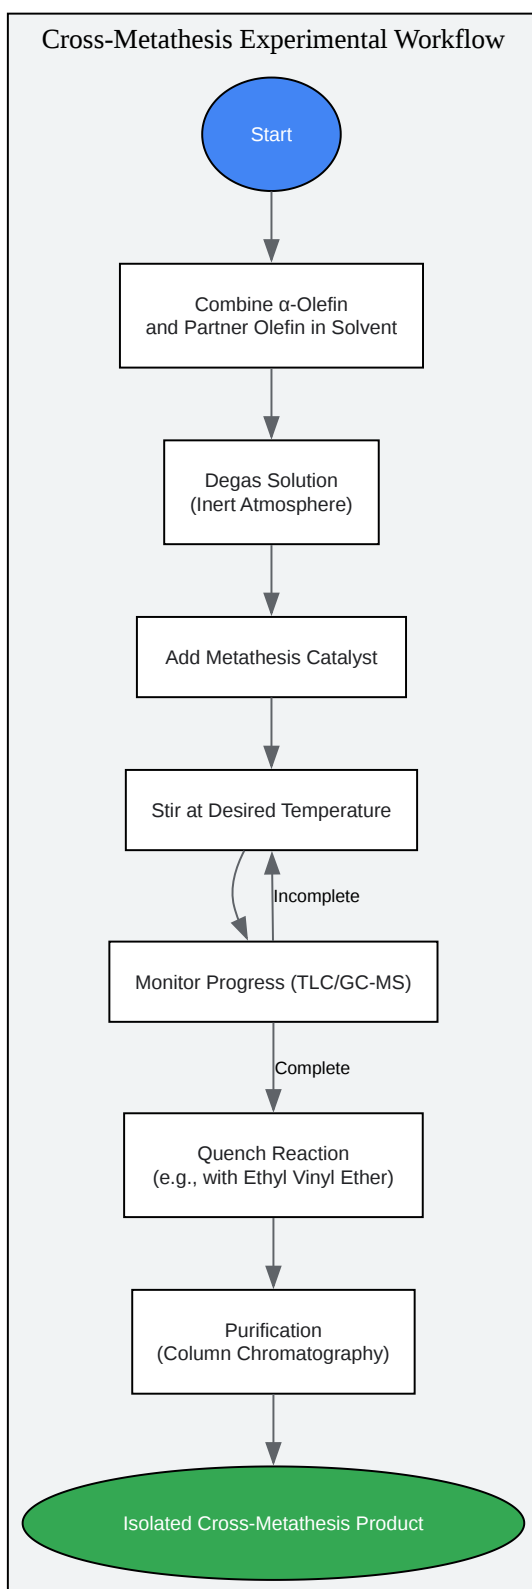 Cross-Metathesis Experimental Workflow
Start
Combine α-Olefin
and Partner Olefin in Solvent
Degas Solution
(Inert Atmosphere)
Add Metathesis Catalyst
Stir at Desired Temperature
Incomplete
Monitor Progress (TLC/GC-MS)
Complete
Quench Reaction
(e.g., with Ethyl Vinyl Ether)
Purification
(Column Chromatography)
Isolated Cross-Metathesis Product